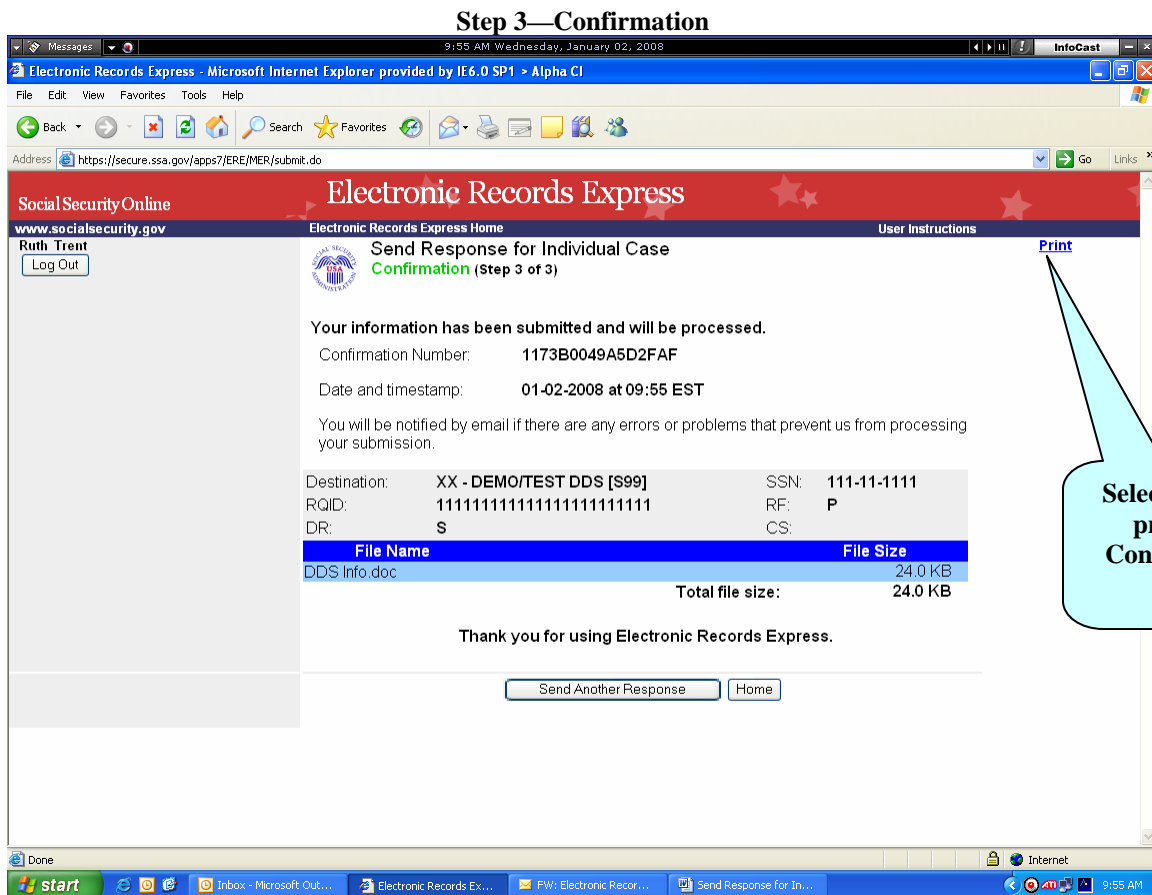 Step 3—Confirmation
Messages
9:55 AM Wednesday, January 02, 2008
InfoCast
Electronic Records Express - Microsoft Internet Explorer provided by IE6.0 SP1 > Alpha CI
File Edit View Favorites Tools Help
Back Search Favorites
Address https://secure.ssa.gov/apps7/ERE/MER/submit.do Go Links »
Social Security Online
Electronic Records Express
www.socialsecurity.gov Electronic Records Express Home User Instructions
Ruth Trent
Log Out
SOCIAL SECURITY ADMINISTRATION
USA
Send Response for Individual Case
Confirmation (Step 3 of 3)
Print
Your information has been submitted and will be processed.
Confirmation Number: 1173B0049A5D2FAF
Date and timestamp: 01-02-2008 at 09:55 EST
You will be notified by email if there are any errors or problems that prevent us from processing
your submission.
Destination: XX - DEMO/TEST DDS [S99] SSN: 111-11-1111
RQID: 1111111111111111111111111 RF: P
DR: S CS:
File Name File Size
DDS Info.doc 24.0 KB
Total file size: 24.0 KB
Thank you for using Electronic Records Express.
Send Another Response Home
Done Internet
start Inbox - Microsoft Out... Electronic Records Ex... FW: Electronic Recor... Send Response for In... 9:55 AM